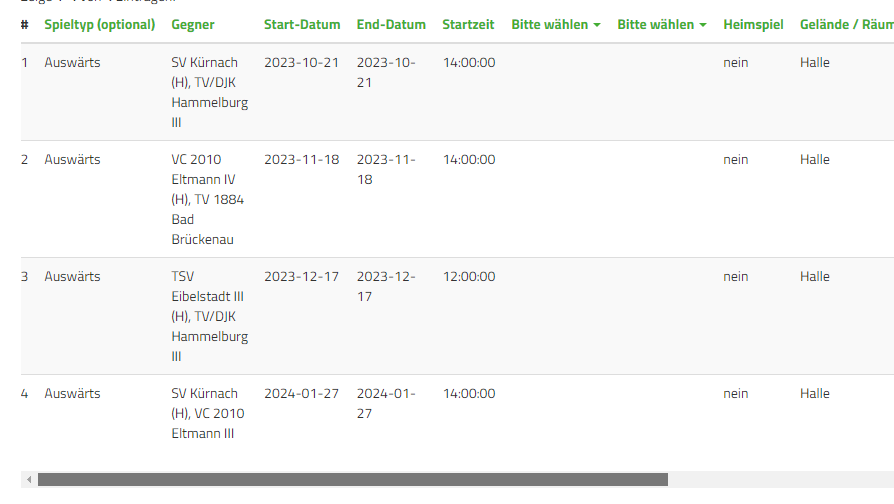 # Spieltyp (optional) Gegner Start-Datum End-Datum Startzeit Bitte wählen Bitte wählen Heimspiel Gelände / Räum
1 Auswärts SV Kürnach 2023-10-21 2023-10- 14:00:00 nein Halle
(H), TV/DJK 21
Hammelburg
III
2 Auswärts VC 2010 2023-11-18 2023-11- 14:00:00 nein Halle
Eltmann IV 18
(H), TV 1884
Bad
Brückenau
3 Auswärts TSV 2023-12-17 2023-12- 12:00:00 nein Halle
Eibelstadt III 17
(H), TV/DJK
Hammelburg
III
4 Auswärts SV Kürnach 2024-01-27 2024-01- 14:00:00 nein Halle
(H), VC 2010 27
Eltmann III